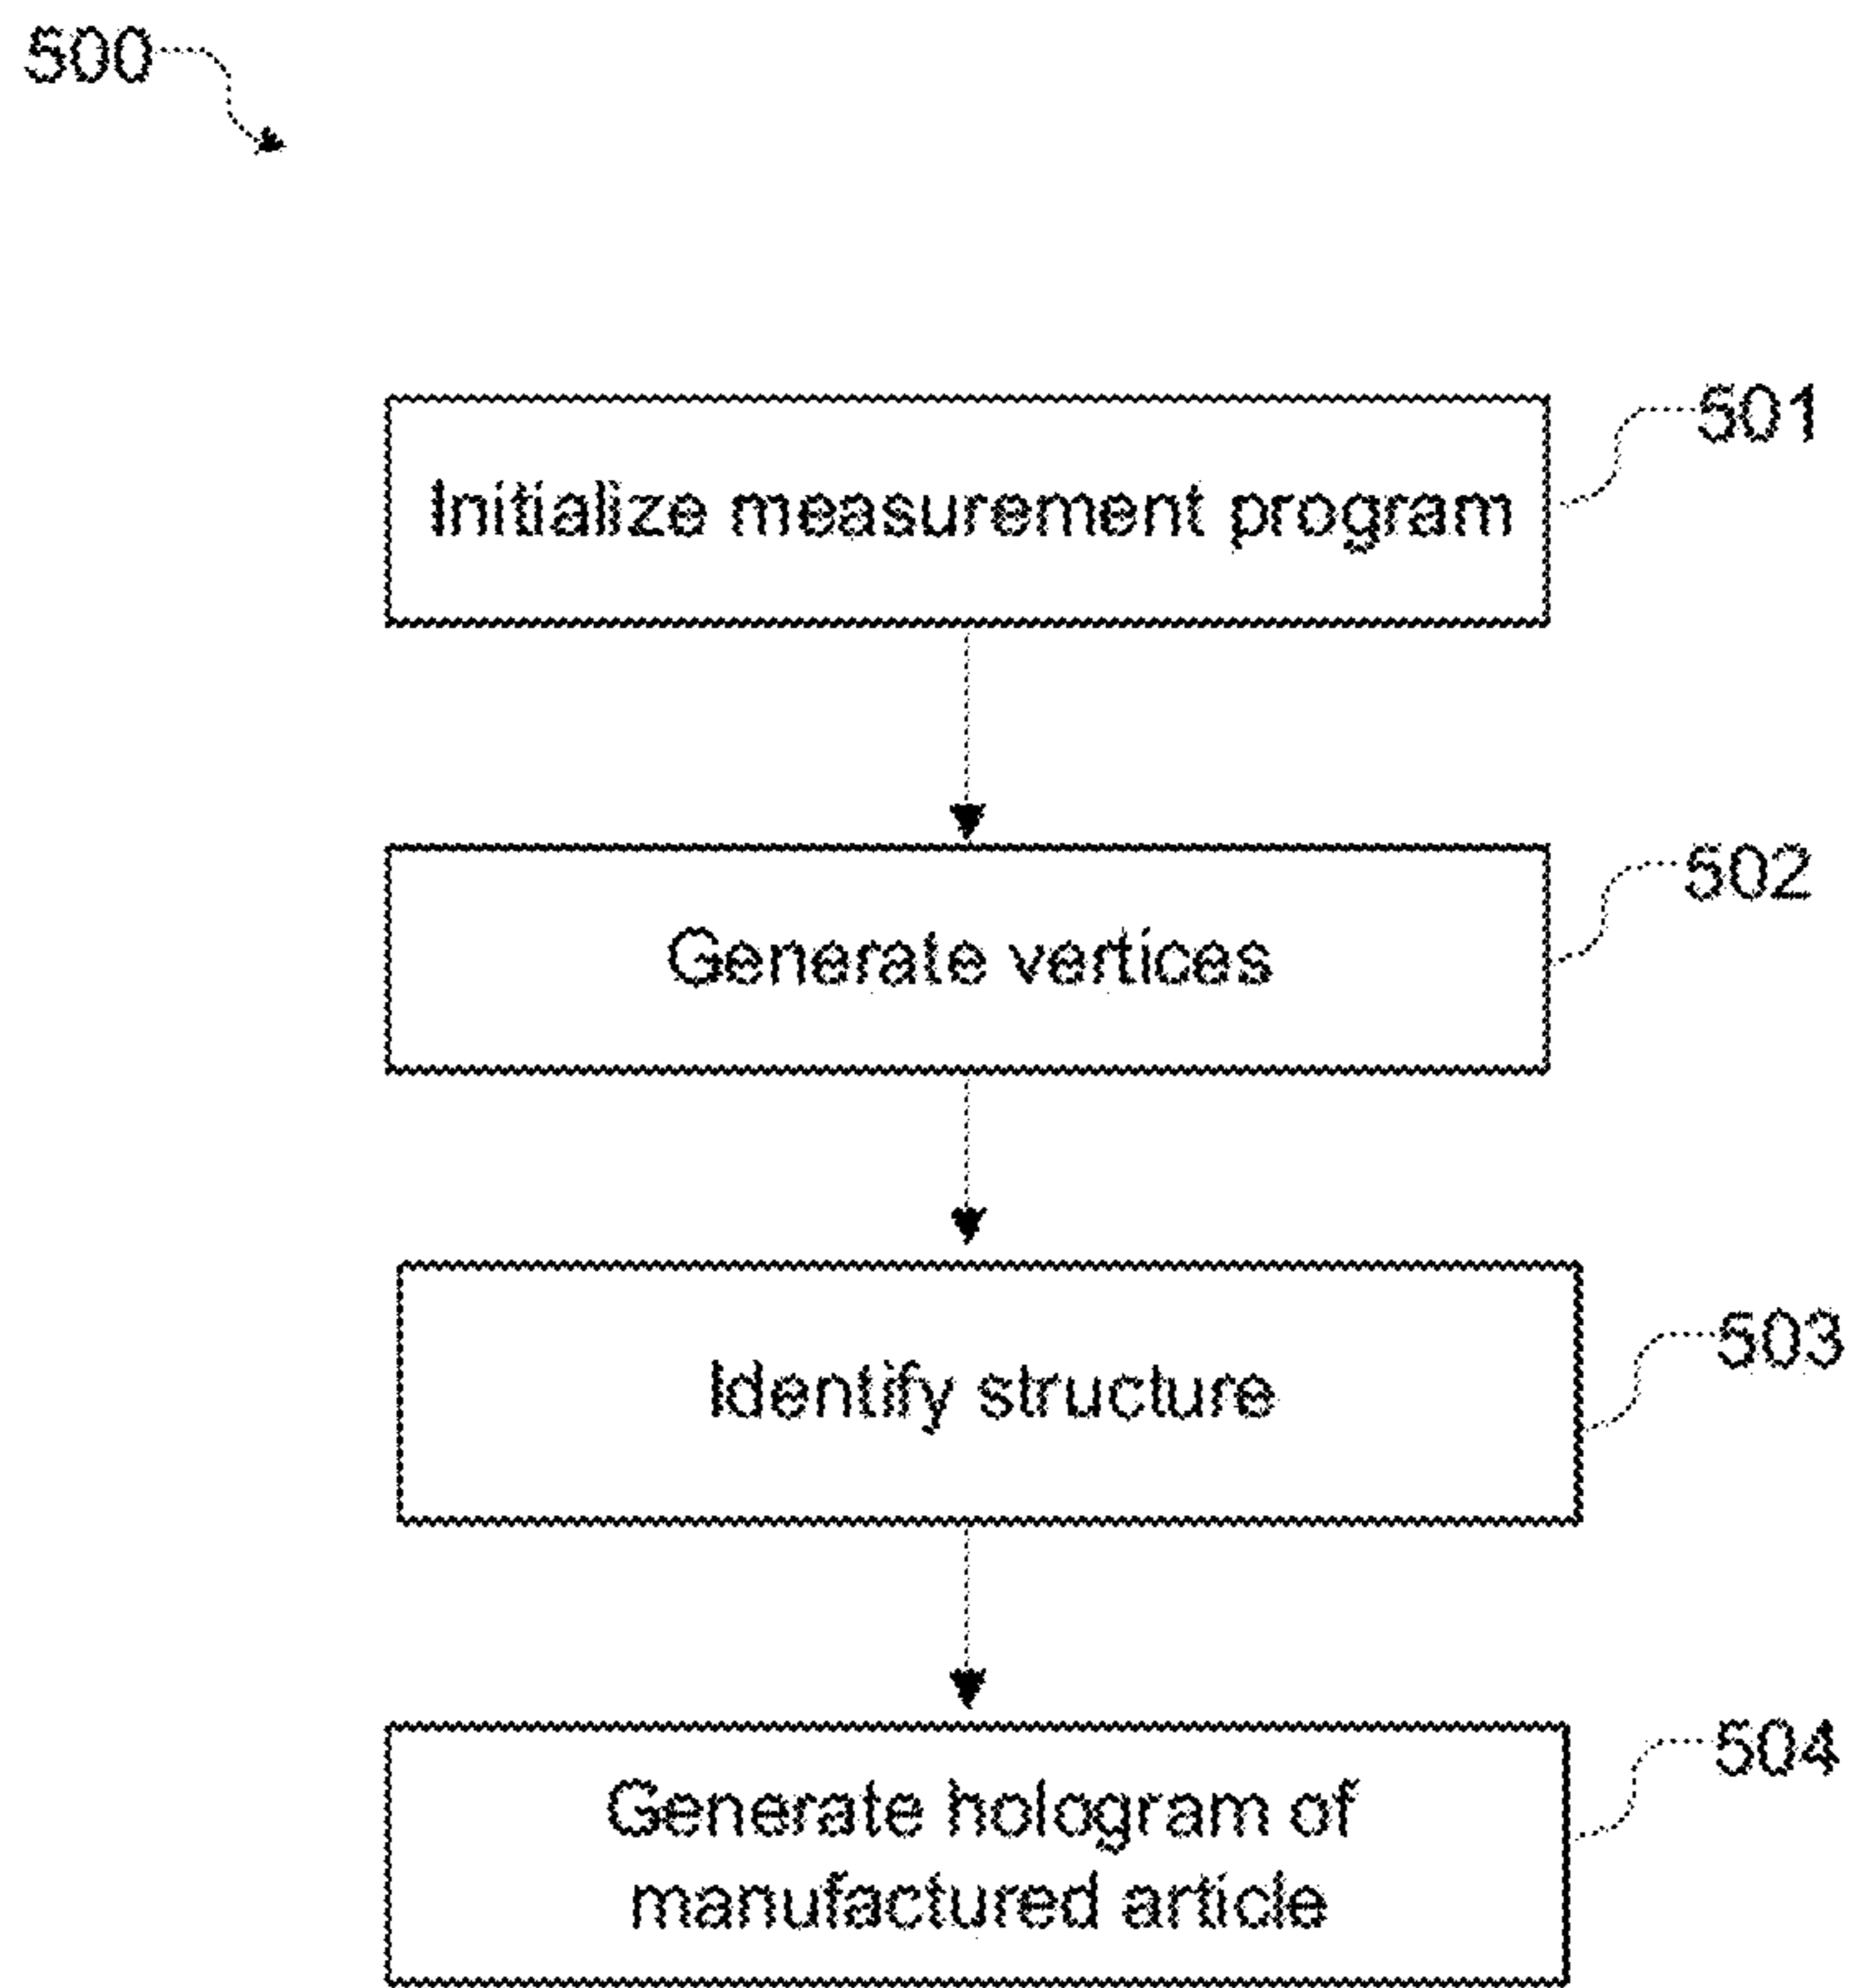 500
501
Initialize measurement program
502
Generate vertices
503
Identify structure
504
Generate hologram of
manufactured article